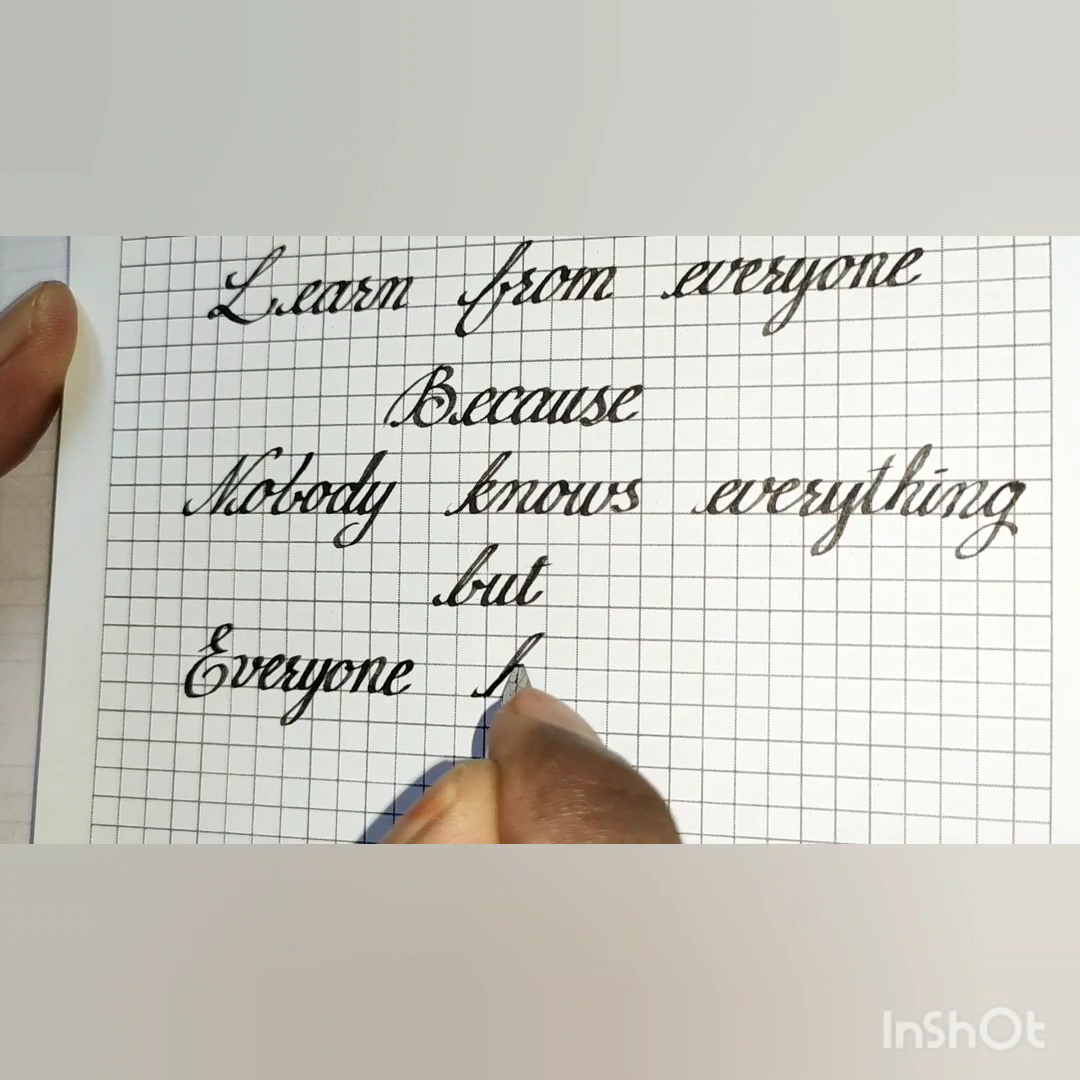 Learn from everyone
Because
Nobody knows everything
but
Everyone
InShOt